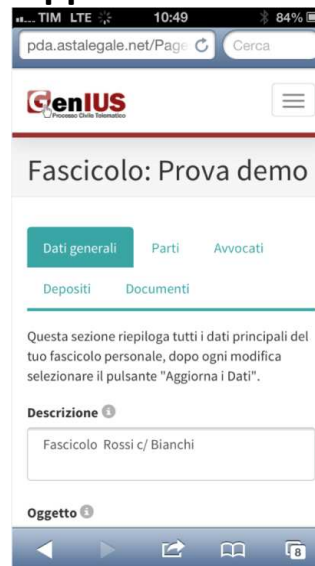 TIM LTE 10:49 84%
pda.astalegale.net/Page Cerca
GenIUS
Processo Civile Telematico
Fascicolo: Prova demo
Dati generali Parti Avvocati
Depositi Documenti
Questa sezione riepiloga tutti i dati principali del
tuo fascicolo personale, dopo ogni modifica
selezionare il pulsante "Aggiorna i Dati".
Descrizione
Fascicolo Rossi c/ Bianchi
Oggetto
8